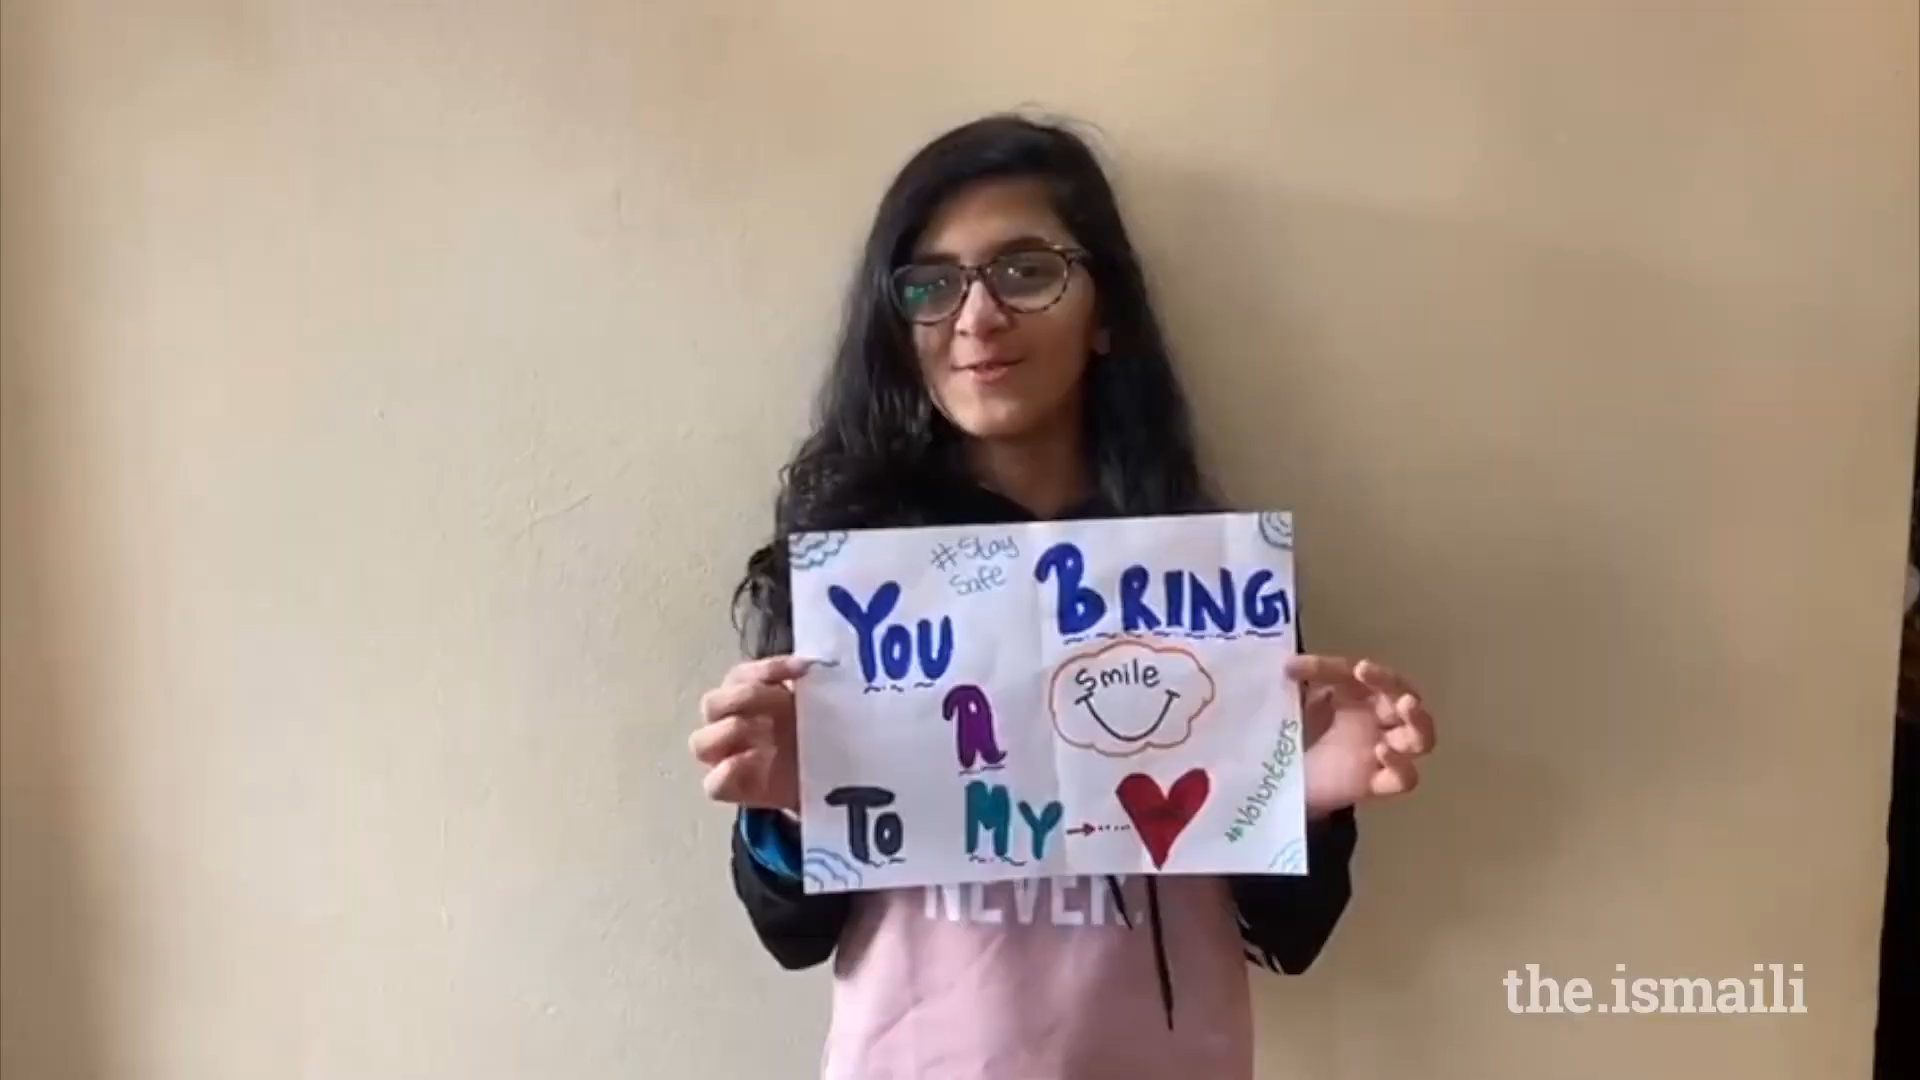 #Stay
Safe
YOU BRING
A smile
TO MY
#Volunteers
NEVER
the.ismaili